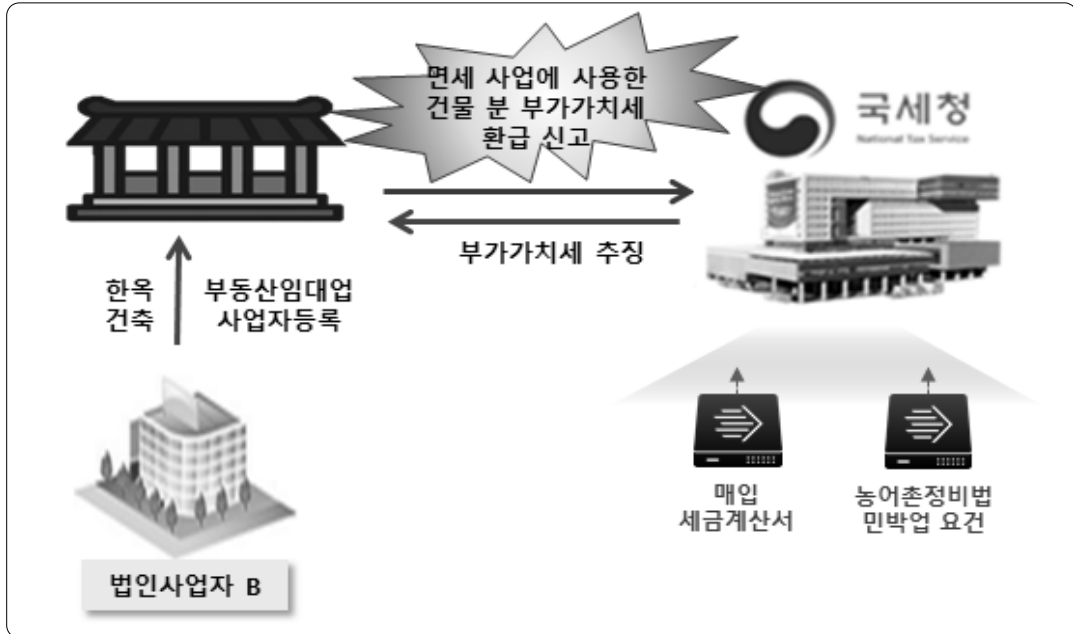 면세 사업에 사용한
건물 분 부가가치세
환급 신고
국세청
National Tax Service
부가가치세 추징
한옥
건축
부동산임대업
사업자등록
매입
세금계산서
농어촌정비법
민박업 요건
법인사업자 B